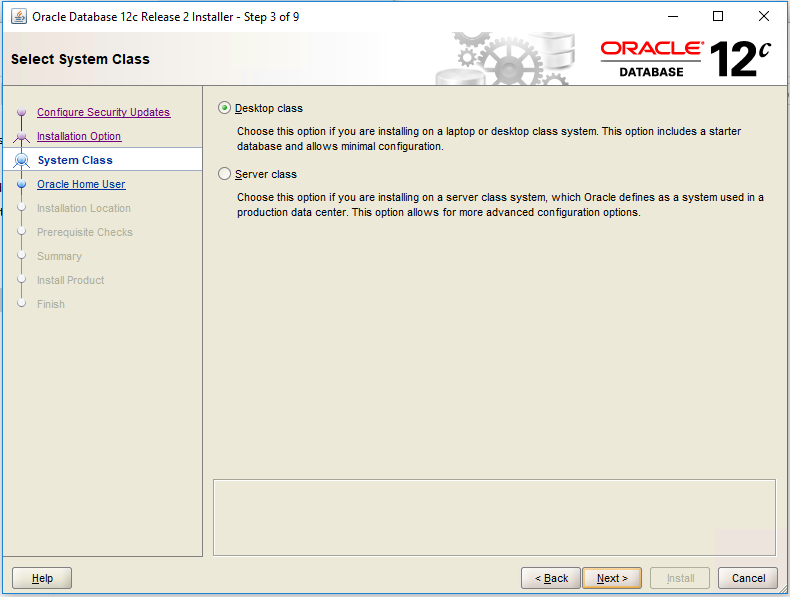 Oracle Database 12c Release 2 Installer - Step 3 of 9
Select System Class
ORACLE
DATABASE
12c
Configure Security Updates
Installation Option
System Class
Oracle Home User
Installation Location
Prerequisite Checks
Summary
Install Product
Finish
Desktop class
Choose this option if you are installing on a laptop or desktop class system. This option includes a starter
database and allows minimal configuration.
Server class
Choose this option if you are installing on a server class system, which Oracle defines as a system used in a
production data center. This option allows for more advanced configuration options.
Help
< Back
Next >
Install
Cancel